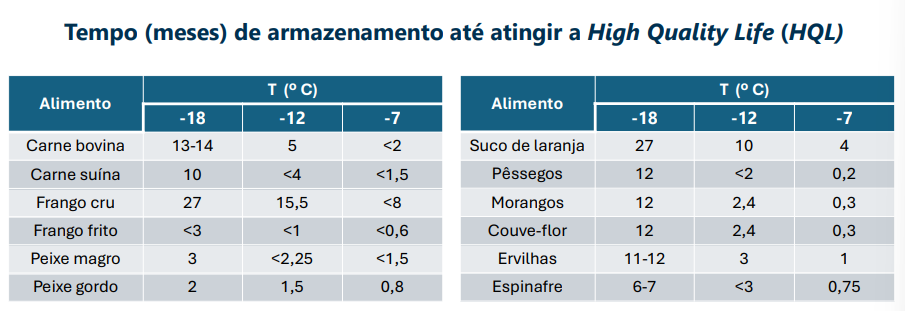 Tempo (meses) de armazenamento até atingir a High Quality Life (HQL)
Alimento T (º C)
-18 -12 -7
Carne bovina 13-14 5 <2
Carne suína 10 <4 <1,5
Frango cru 27 15,5 <8
Frango frito <3 <1 <0,6
Peixe magro 3 <2,25 <1,5
Peixe gordo 2 1,5 0,8
Alimento T (º C)
-18 -12 -7
Suco de laranja 27 10 4
Pêssegos 12 <2 0,2
Morangos 12 2,4 0,3
Couve-flor 12 2,4 0,3
Ervilhas 11-12 3 1
Espinafre 6-7 <3 0,75